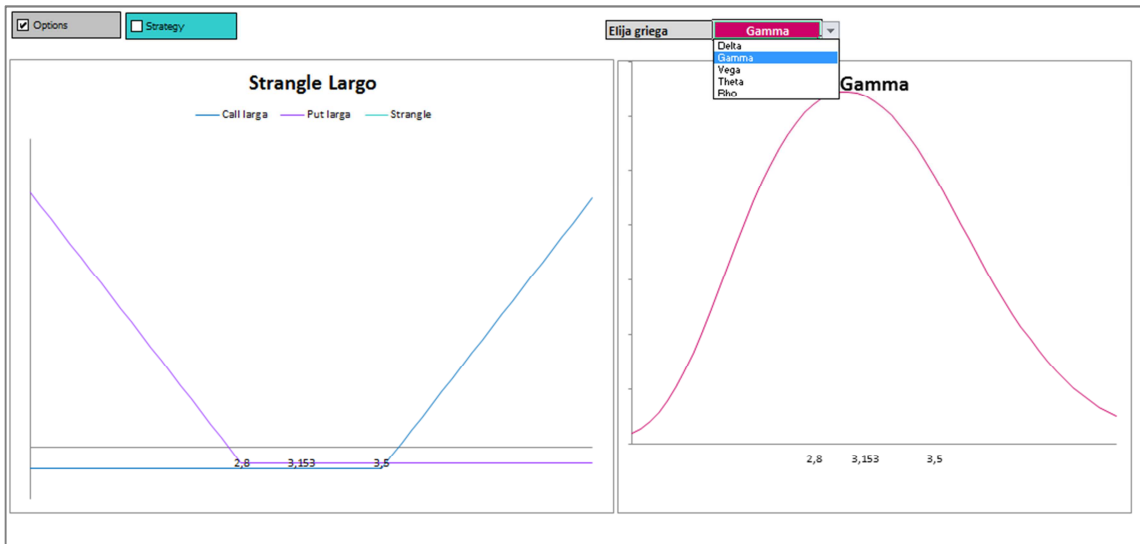 Options
Strategy
Elija griega
Gamma
Delta
Gamma
Vega
Theta
Rho
Strangle Largo
Call larga
Put larga
Strangle
2,8
3,153
3,5
Gamma
2,8
3,153
3,5